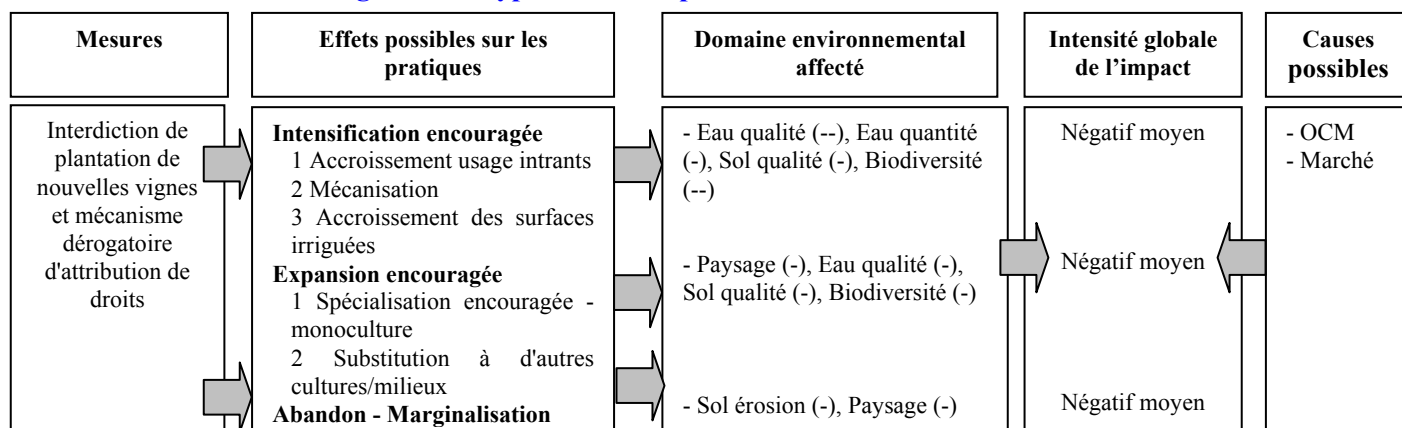 Mesures
Effets possibles sur les
pratiques
Domaine environnemental
affecté
Intensité globale
de l'impact
Causes
possibles
Interdiction de
plantation de
nouvelles vignes
et mécanisme
dérogatoire
d'attribution de
droits
Intensification encouragée
1 Accroissement usage intrants
2 Mécanisation
3 Accroissement des surfaces
irriguées
Expansion encouragée
1 Spécialisation encouragée -
monoculture
2 Substitution à d'autres
cultures/milieux
Abandon - Marginalisation
- Eau qualité (--), Eau quantité
(-), Sol qualité (-), Biodiversité
(--)
- Paysage (-), Eau qualité (-),
Sol qualité (-), Biodiversité (-)
- Sol érosion (-), Paysage (-)
Négatif moyen
Négatif moyen
Négatif moyen
- OCM
- Marché